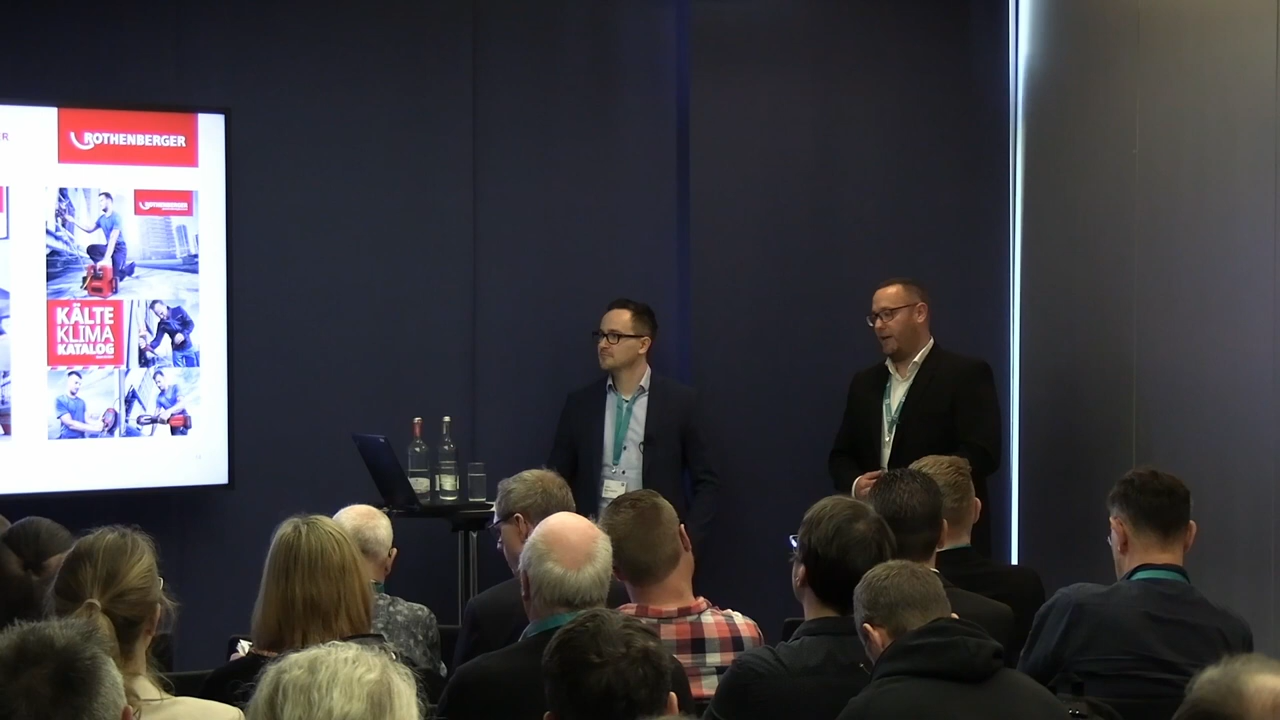 R
ROTHENBERGER
ROTHENBERGER
KÄLTE
KLIMA
KATALOG